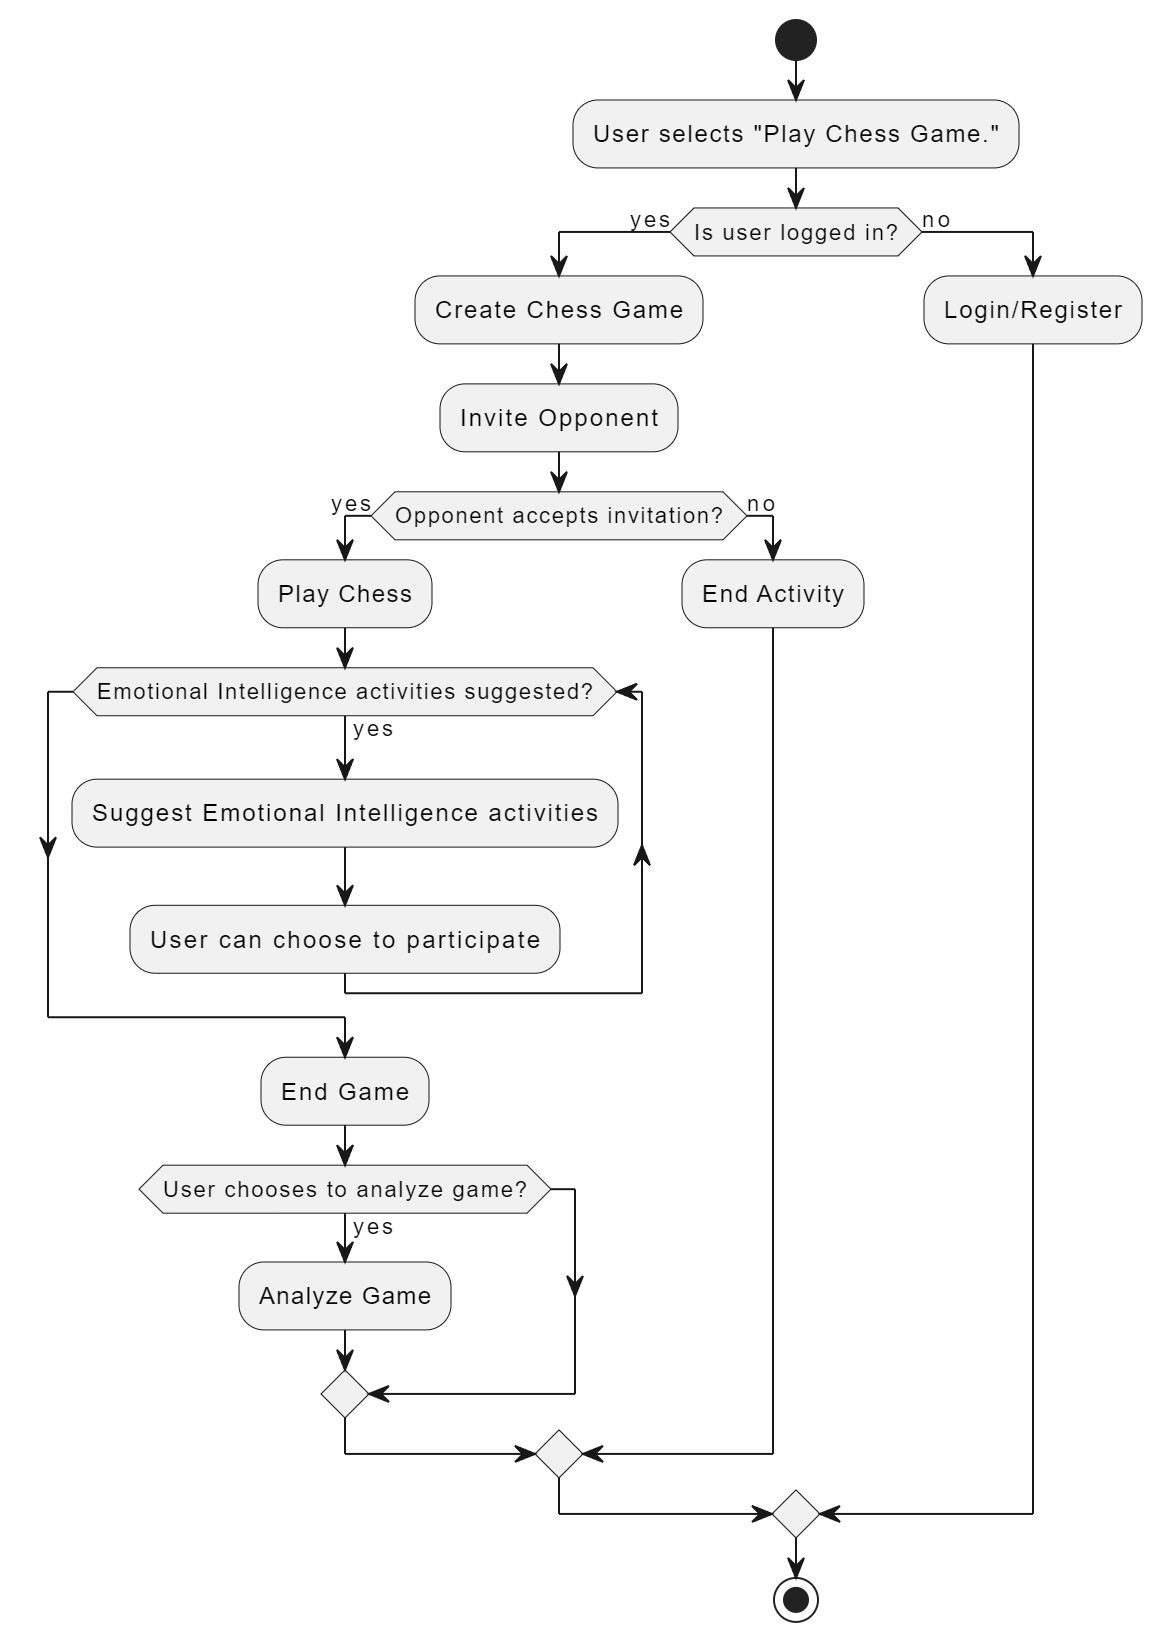 User selects "Play Chess Game."
yes
Is user logged in?
no
Create Chess Game
Login/Register
Invite Opponent
yes
Opponent accepts invitation?
no
Play Chess
End Activity
Emotional Intelligence activities suggested?
yes
Suggest Emotional Intelligence activities
User can choose to participate
End Game
User chooses to analyze game?
yes
Analyze Game